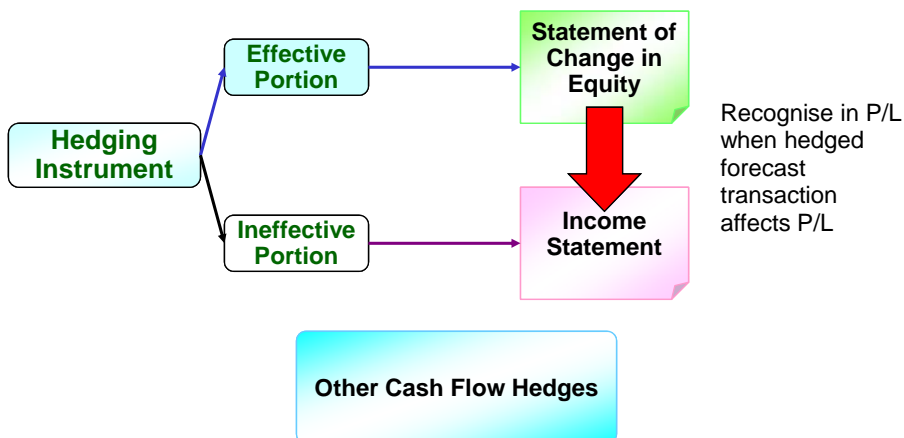 Effective
Portion
Statement of
Change in
Equity
Hedging
Instrument
Recognise in P/L
when hedged
forecast
transaction
affects P/L
Ineffective
Portion
Income
Statement
Other Cash Flow Hedges